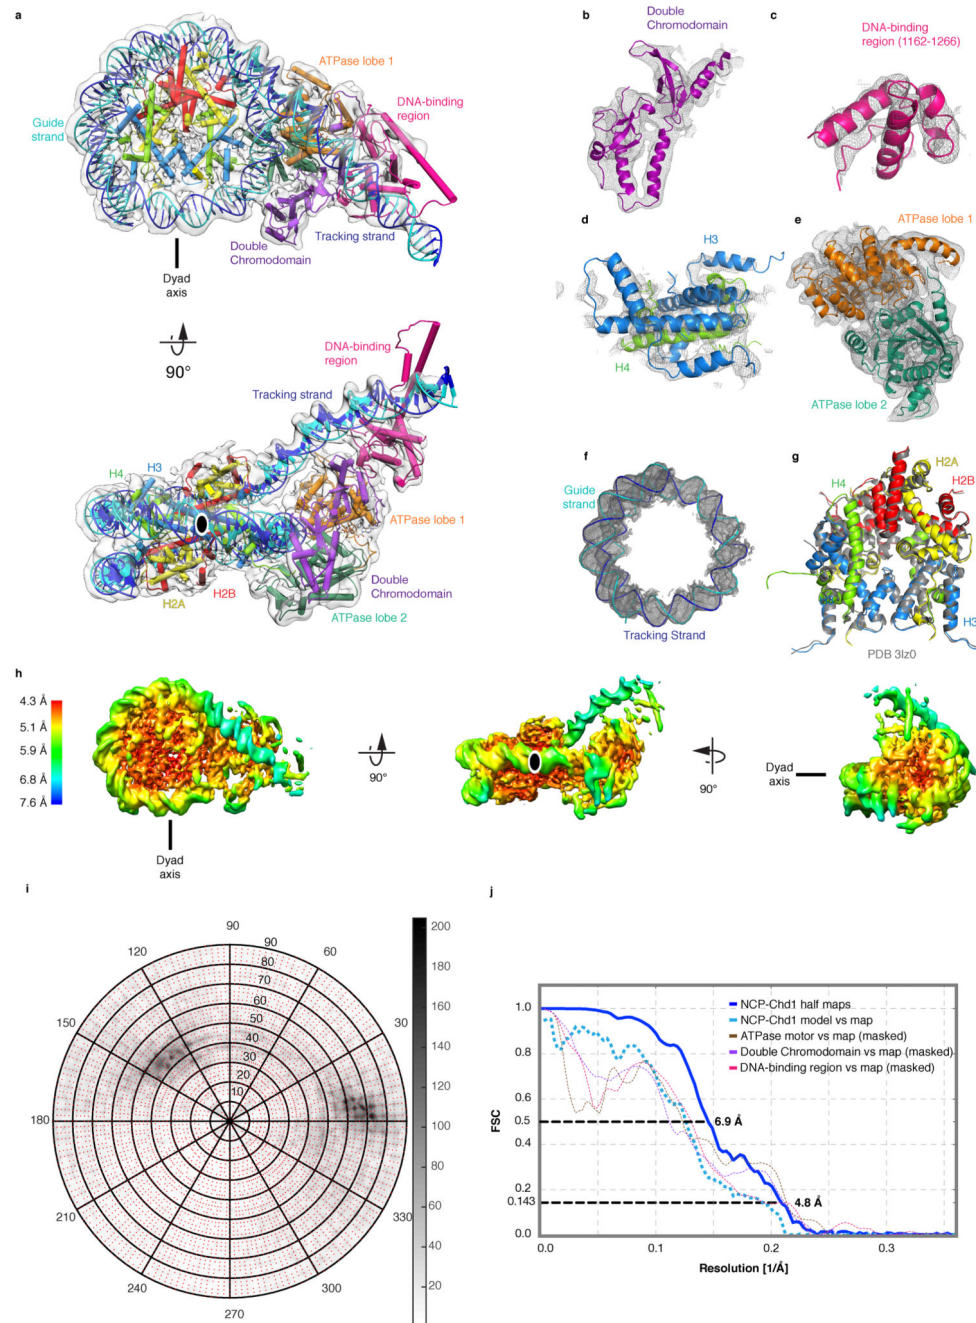 a
ATPase lobe 1
DNA-binding
region
Guide
strand
Double
Chromodomain
Tracking strand
Dyad
axis
90°
DNA-binding
region
Tracking strand
H3
H4
ATPase lobe 1
H2A
H2B
Double
Chromodomain
ATPase lobe 2
b
Double
Chromodomain
c
DNA-binding
region (1162-1266)
d
H3
H4
e
ATPase lobe 1
ATPase lobe 2
f
Guide
strand
Tracking Strand
g
H2A
H4
H2B
H3
PDB 3lz0
h
4.3 Å
5.1 Å
5.9 Å
6.8 Å
7.6 Å
90°
90°
Dyad
axis
Dyad
axis
i
90
120
60
150
30
180
210
330
240
300
270
90
80
70
60
50
40
30
20
10
200
180
160
140
120
100
80
60
40
20
j
NCP-Chd1 half maps
NCP-Chd1 model vs map
ATPase motor vs map (masked)
Double Chromodomain vs map (masked)
DNA-binding region vs map (masked)
1.0
0.8
0.6
0.5
0.4
0.2
0.143
0.0
FSC
6.9 Å
4.8 Å
0.0
0.1
0.2
0.3
Resolution [1/Å]